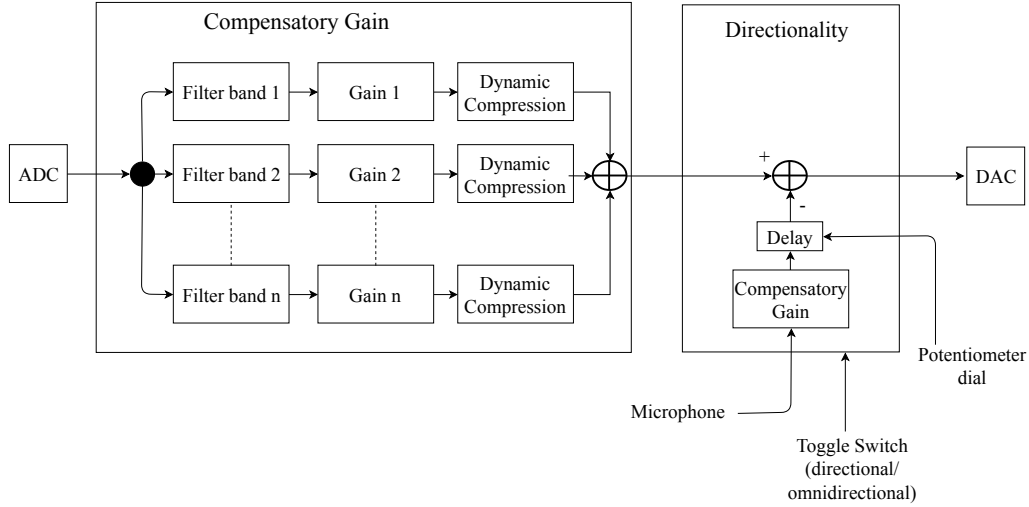 Compensatory Gain
Directionality
Filter band 1
Gain 1
Dynamic
Compression
ADC
Filter band 2
Gain 2
Dynamic
Compression
+
DAC
-
Delay
Filter band n
Gain n
Dynamic
Compression
Compensatory
Gain
Potentiometer
dial
Microphone
Toggle Switch
(directional/
omnidirectional)